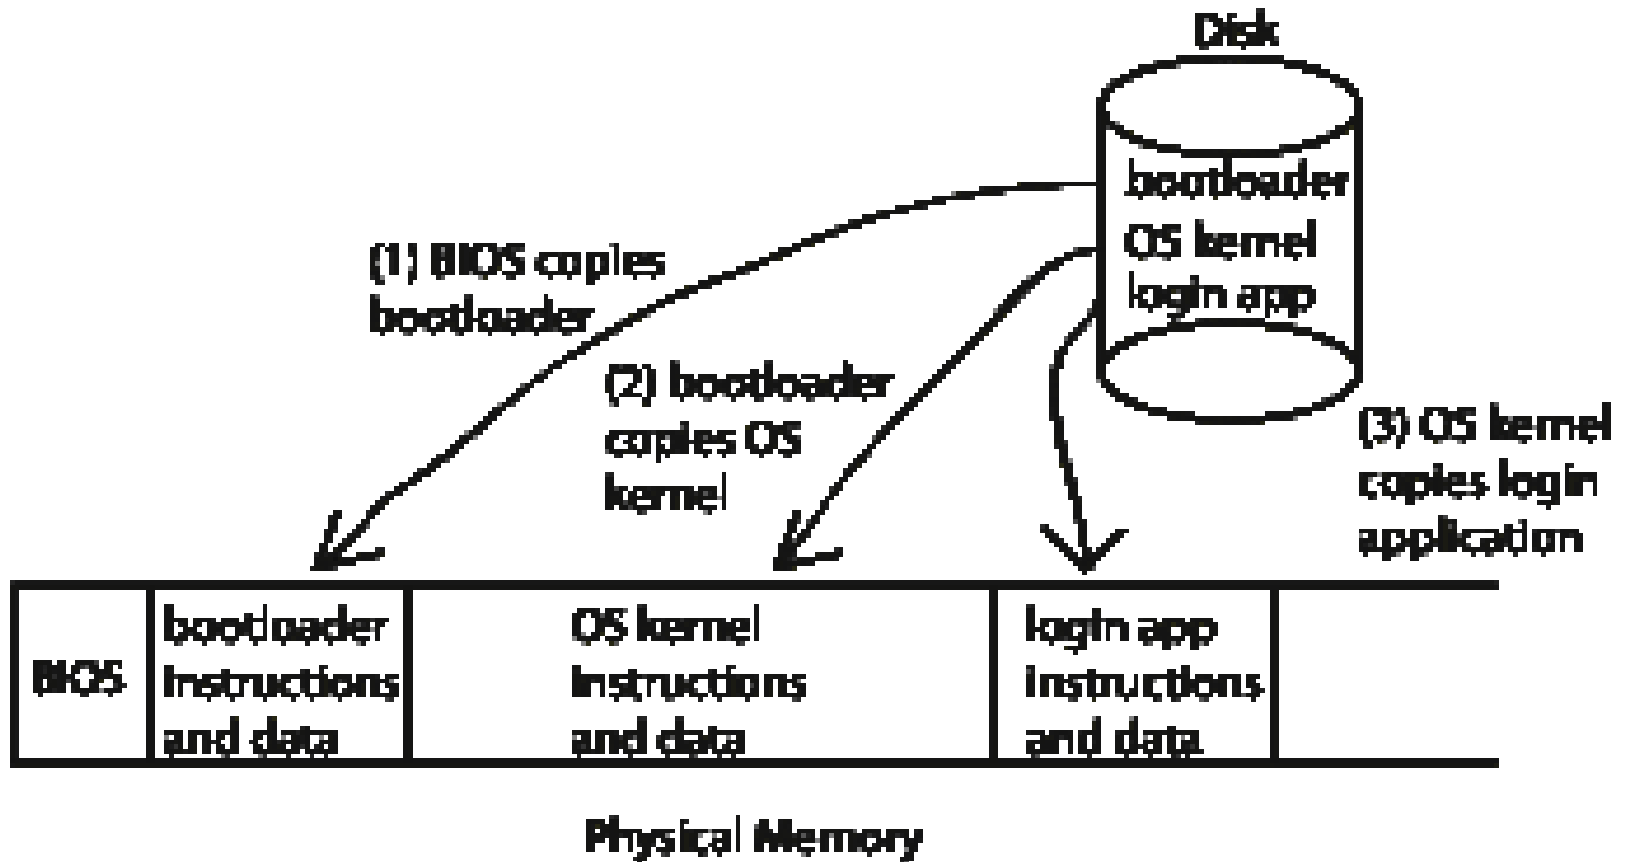 Disk
bootloader
OS kernel
login app
(1) BIOS copies
bootloader
(2) bootloader
copies OS
kernel
(3) OS kernel
copies login
application
BIOS
bootloader
instructions
and data
OS kernel
instructions
and data
login app
instructions
and data
Physical Memory